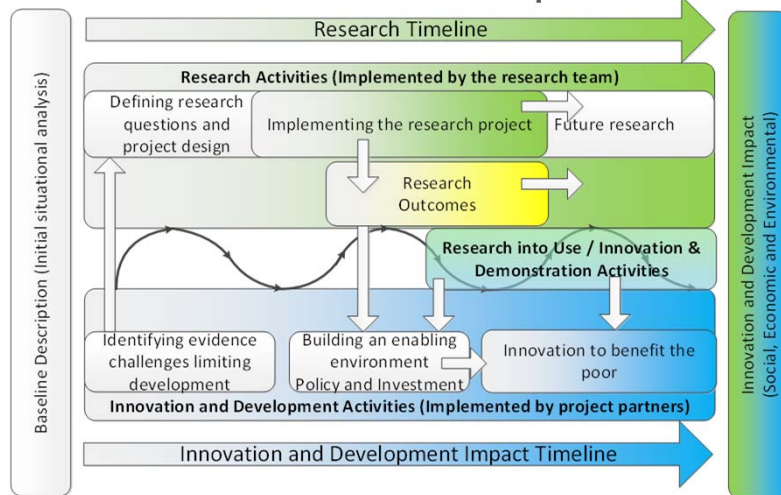 Research Timeline
Baseline Description (Initial situational analysis)
Research Activities (Implemented by the research team)
Defining research
questions and
project design
Implementing the research project
Future research
Research
Outcomes
Research into Use / Innovation &
Demonstration Activities
Identifying evidence
challenges limiting
development
Building an enabling
environment
Policy and Investment
Innovation to benefit the
poor
Innovation and Development Activities (Implemented by project partners)
Innovation and Development Impact Timeline
Innovation and Development Impact
(Social, Economic and Environmental)